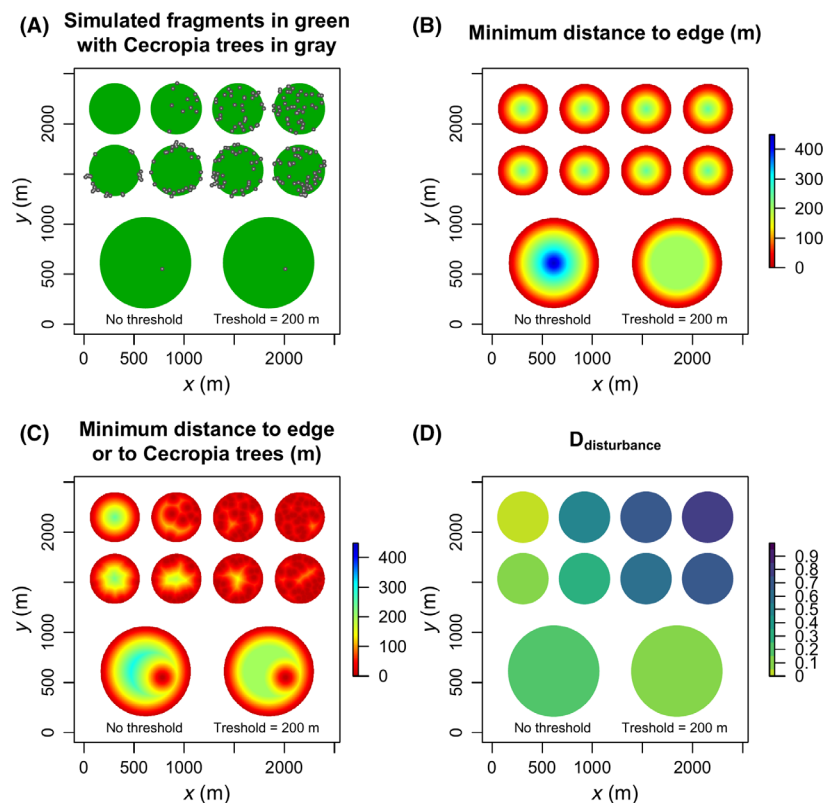 (A) Simulated fragments in green
with Cecropia trees in gray
y (m)
2000
1500
1000
500
0
No threshold
Treshold = 200 m
0 500 1000 2000
x (m)
(B) Minimum distance to edge (m)
y (m)
2000
1000
500
0
No threshold
Treshold = 200 m
0 500 1000 2000
x (m)
400
300
200
100
0
(C) Minimum distance to edge
or to Cecropia trees (m)
y (m)
2000
1000
500
0
No threshold
Treshold = 200 m
0 500 1000 2000
x (m)
400
300
200
100
0
(D) Ddisturbance
y (m)
2000
1000
500
0
No threshold
Treshold = 200 m
0 500 1000 2000
x (m)
0.9
0.8
0.7
0.6
0.5
0.4
0.3
0.2
0.1
0